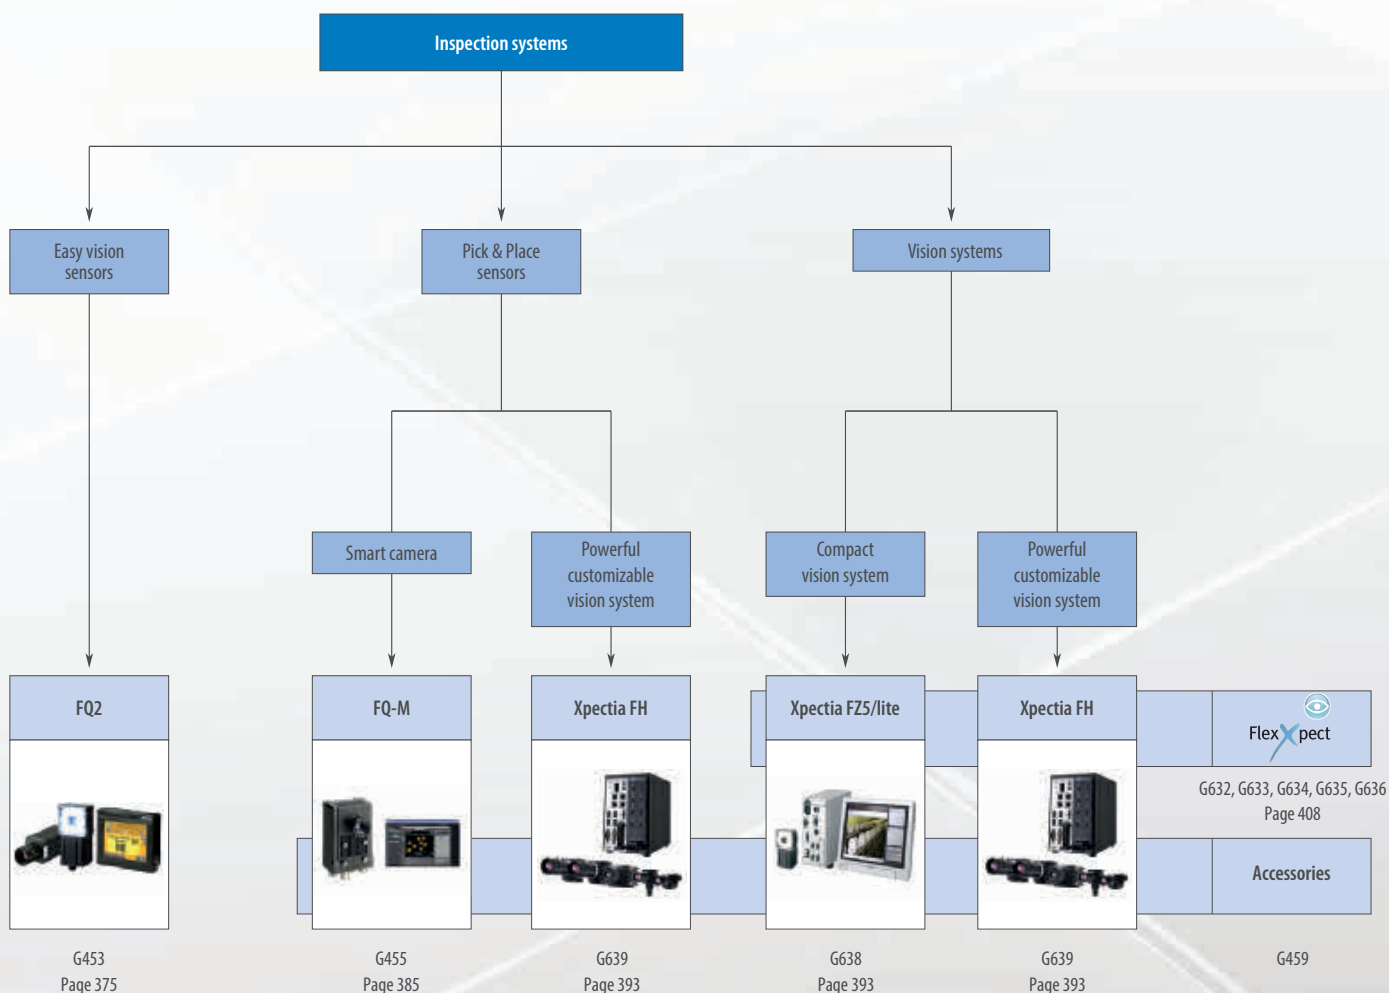 Inspection systems
Easy vision
sensors
Pick & Place
sensors
Vision systems
Smart camera
Powerful
customizable
vision system
Compact
vision system
Powerful
customizable
vision system
FQ2
FQ-M
Xpectia FH
Xpectia FZ5/lite
Xpectia FH
FlexXpect
G632, G633, G634, G635, G636
Page 408
Accessories
G453
Page 375
G455
Page 385
G639
Page 393
G638
Page 393
G639
Page 393
G459